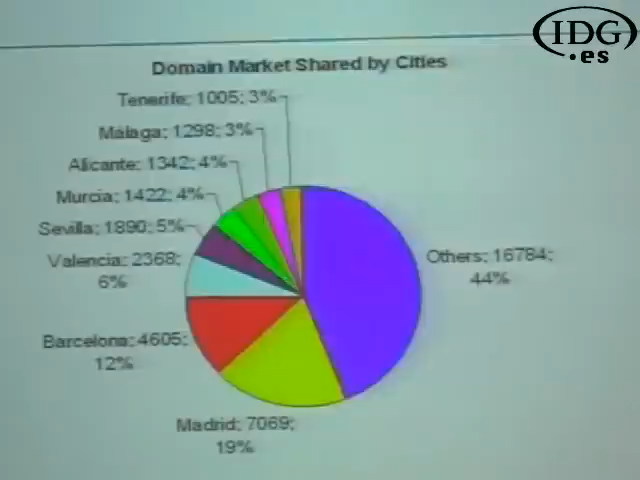 IDG
.es
Domain Market Shared by Cities
Tenerife; 1005; 3%
Málaga; 1298; 3%
Alicante; 1342; 4%
Murcia; 1422; 4%
Sevilla; 1890; 5%
Valencia; 2368;
6%
Others; 16784;
44%
Barcelona; 4605;
12%
Madrid; 7069;
19%